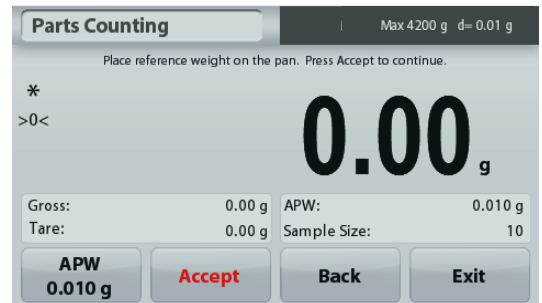 Parts Counting
Max 4200 g d= 0.01 g
Place reference weight on the pan. Press Accept to continue.
*
>0<
0.00 g
Gross: 0.00 g APW: 0.010 g
Tare: 0.00 g Sample Size: 10
APW Accept Back Exit
0.010 g